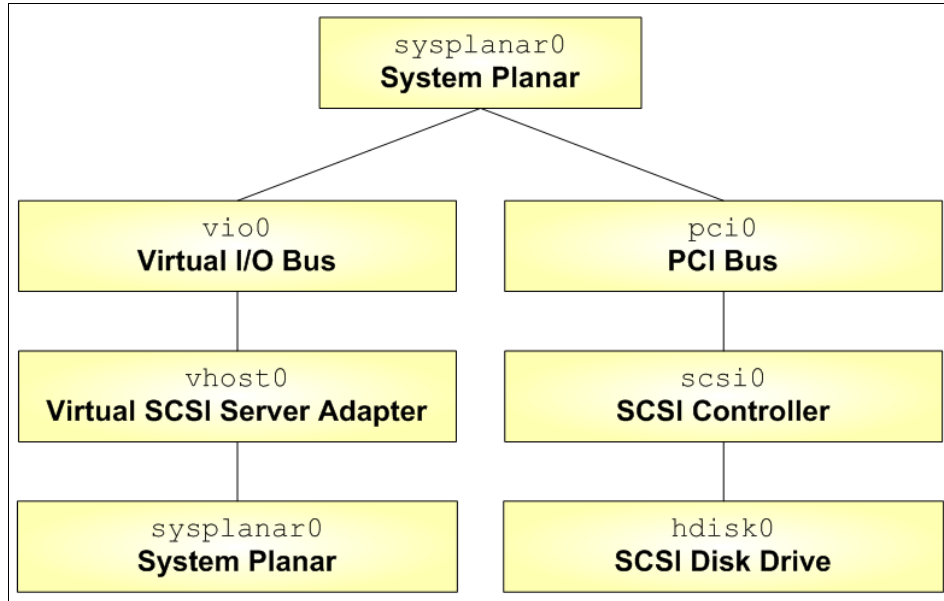 sysplanar0
System Planar
vio0
Virtual I/O Bus
pci0
PCI Bus
vhost0
Virtual SCSI Server Adapter
scsi0
SCSI Controller
sysplanar0
System Planar
hdisk0
SCSI Disk Drive